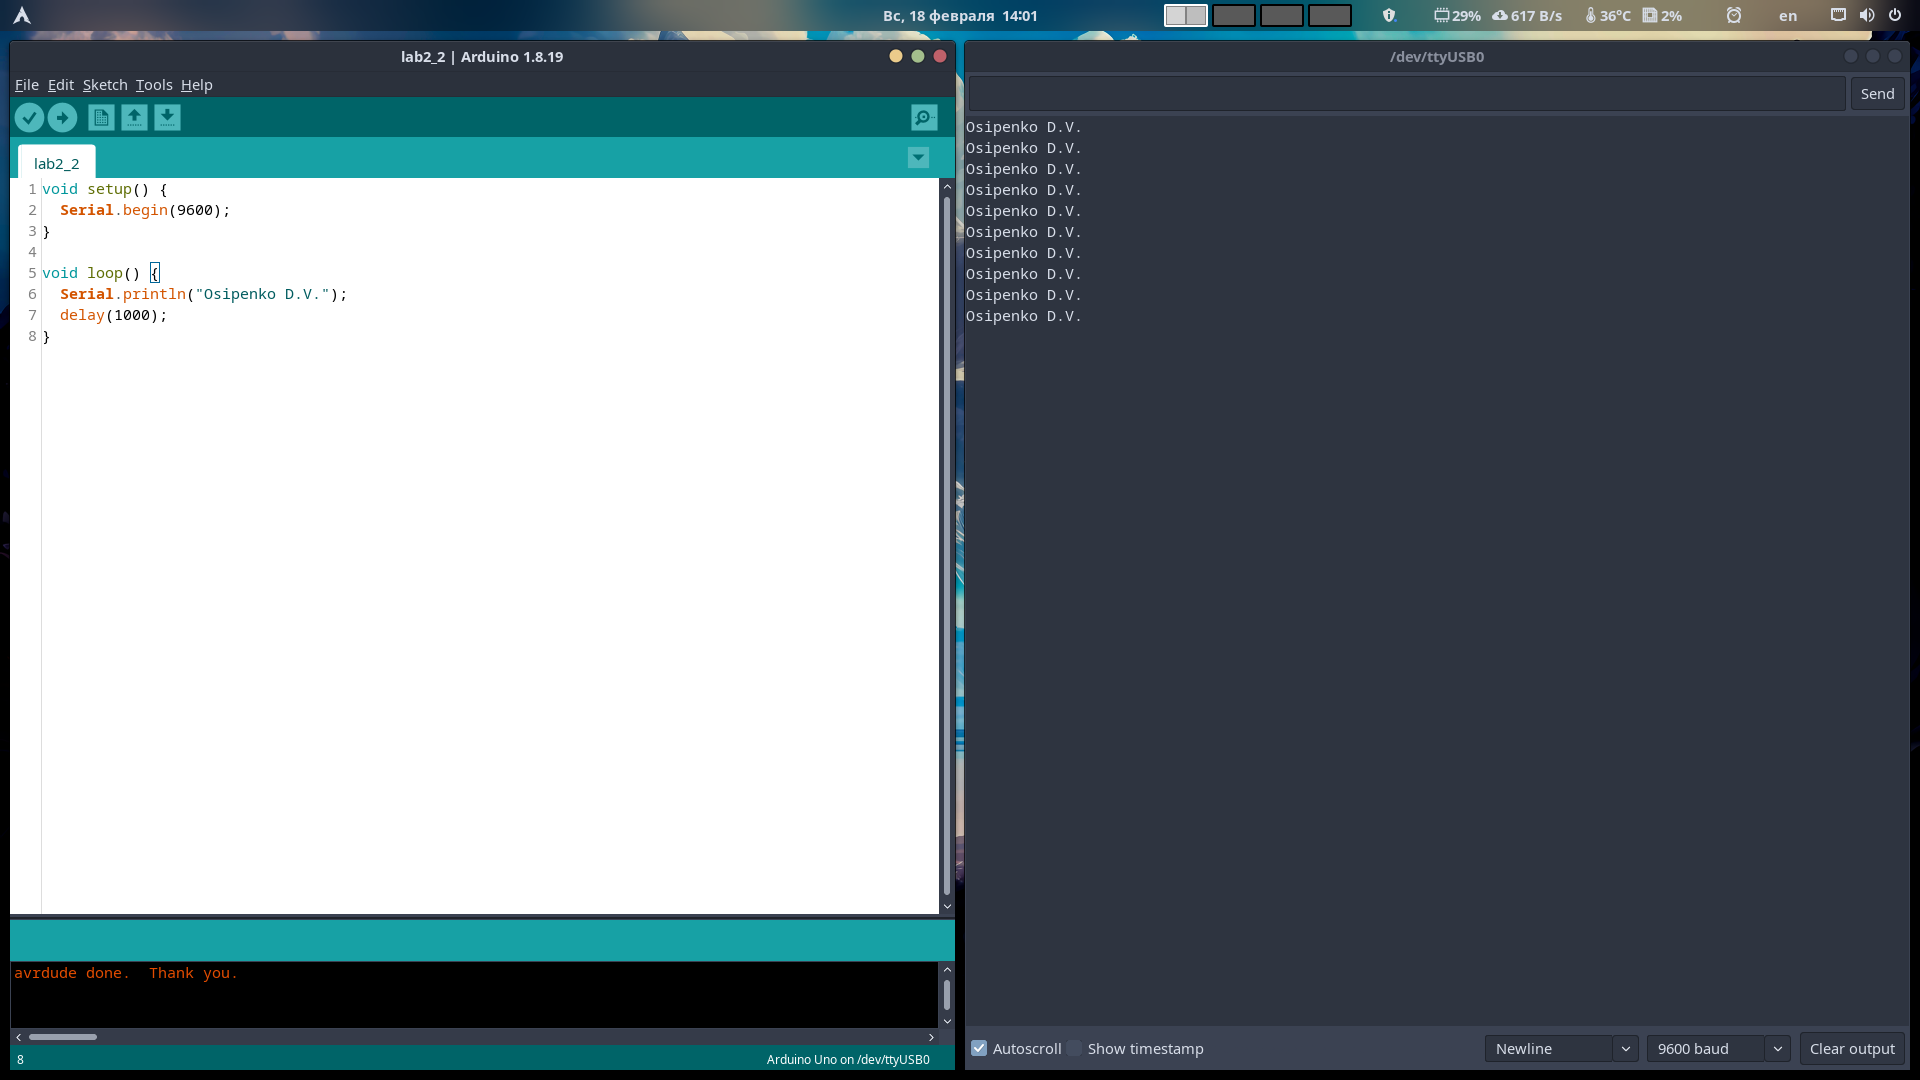 Вс, 18 февраля 14:01
29% 617 B/s 36°C 2% en
lab2_2 | Arduino 1.8.19
File Edit Sketch Tools Help
lab2_2
1 void setup() {
2   Serial.begin(9600);
3 }
4
5 void loop() {
6   Serial.println("Osipenko D.V.");
7   delay(1000);
8 }
avrdude done.  Thank you.
8 Arduino Uno on /dev/ttyUSB0
/dev/ttyUSB0
Send
Osipenko D.V.
Osipenko D.V.
Osipenko D.V.
Osipenko D.V.
Osipenko D.V.
Osipenko D.V.
Osipenko D.V.
Osipenko D.V.
Osipenko D.V.
Osipenko D.V.
Autoscroll Show timestamp Newline 9600 baud Clear output